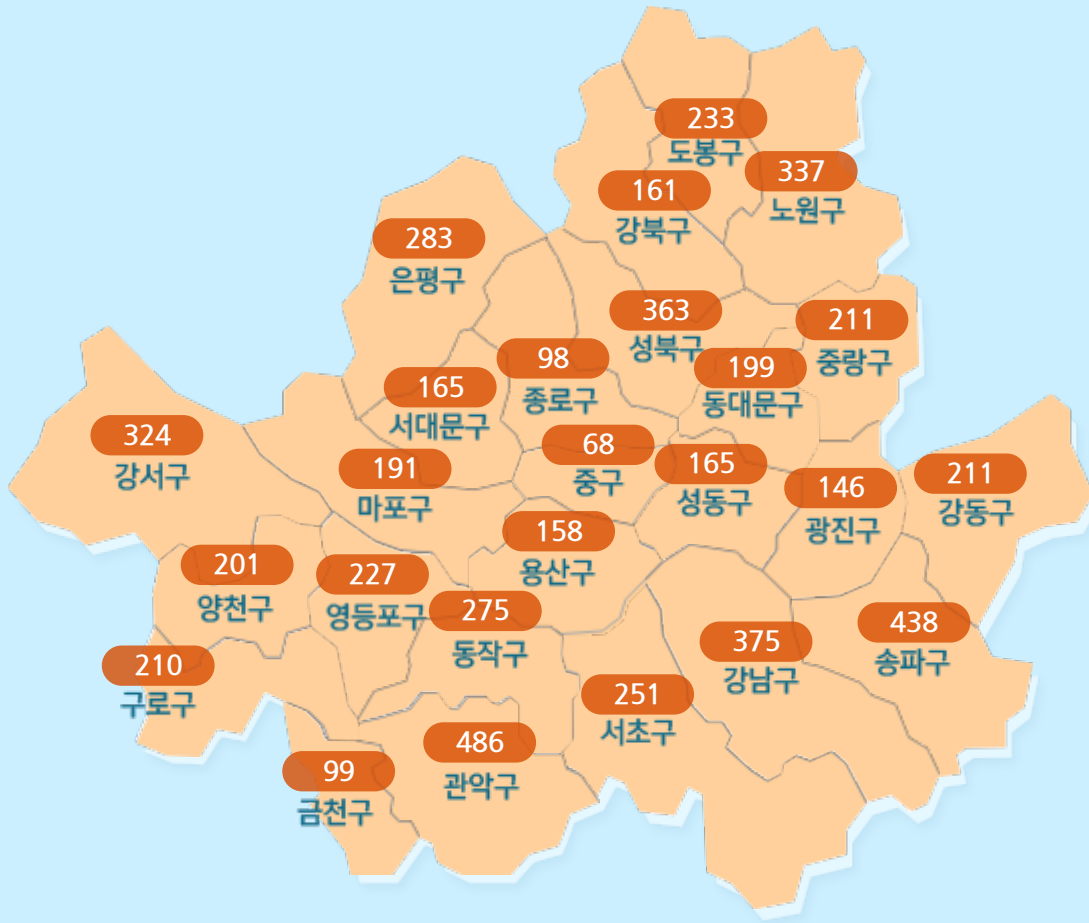 233
도봉구
337
노원구
161
강북구
283
은평구
363
성북구
211
중랑구
98
종로구
199
동대문구
165
서대문구
324
강서구
68
중구
165
성동구
191
마포구
146
광진구
211
강동구
158
용산구
201
양천구
227
영등포구
275
동작구
438
송파구
375
강남구
210
구로구
251
서초구
486
관악구
99
금천구